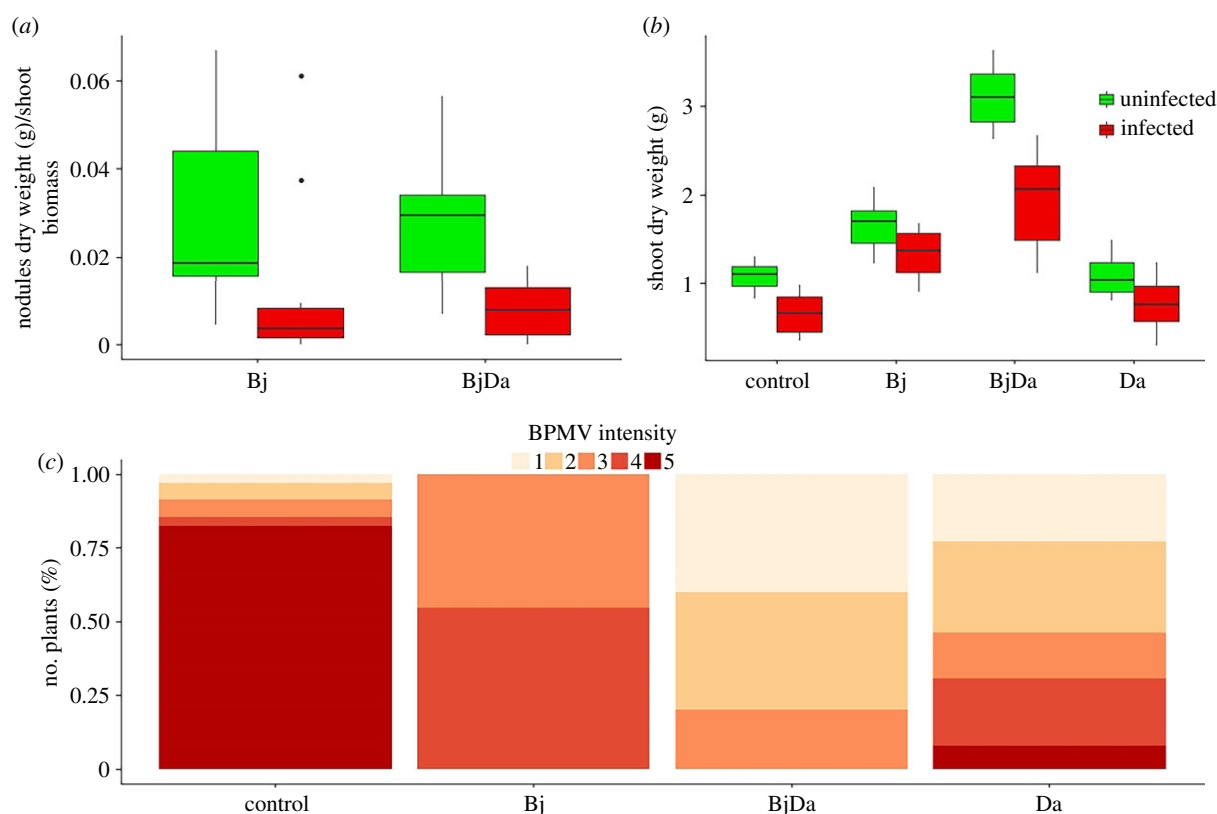 (a)
nodules dry weight (g)/shoot
biomass
0.06
0.04
0.02
0
Bj
BjDa
(b)
shoot dry weight (g)
3
2
1
uninfected
infected
control
Bj
BjDa
Da
BPMV intensity
1 2 3 4 5
(c)
no. plants (%)
1.00
0.75
0.50
0.25
0
control
Bj
BjDa
Da